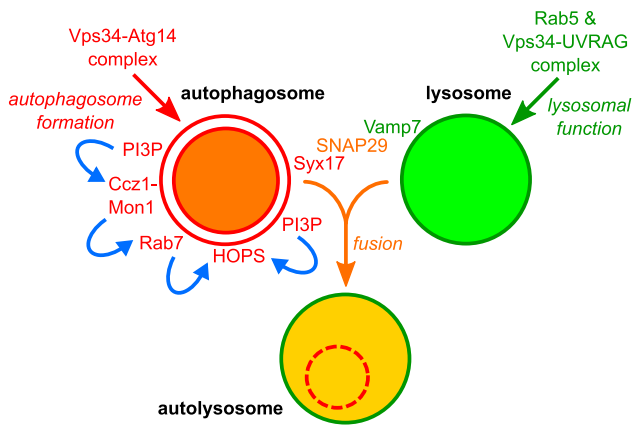 Vps34-Atg14
complex
Rab5 &
Vps34-UVRAG
complex
autophagosome
formation
autophagosome
lysosome
lysosomal
function
Vamp7
SNAP29
Syx17
PI3P
Ccz1-
Mon1
Rab7
HOPS
PI3P
fusion
autolysosome